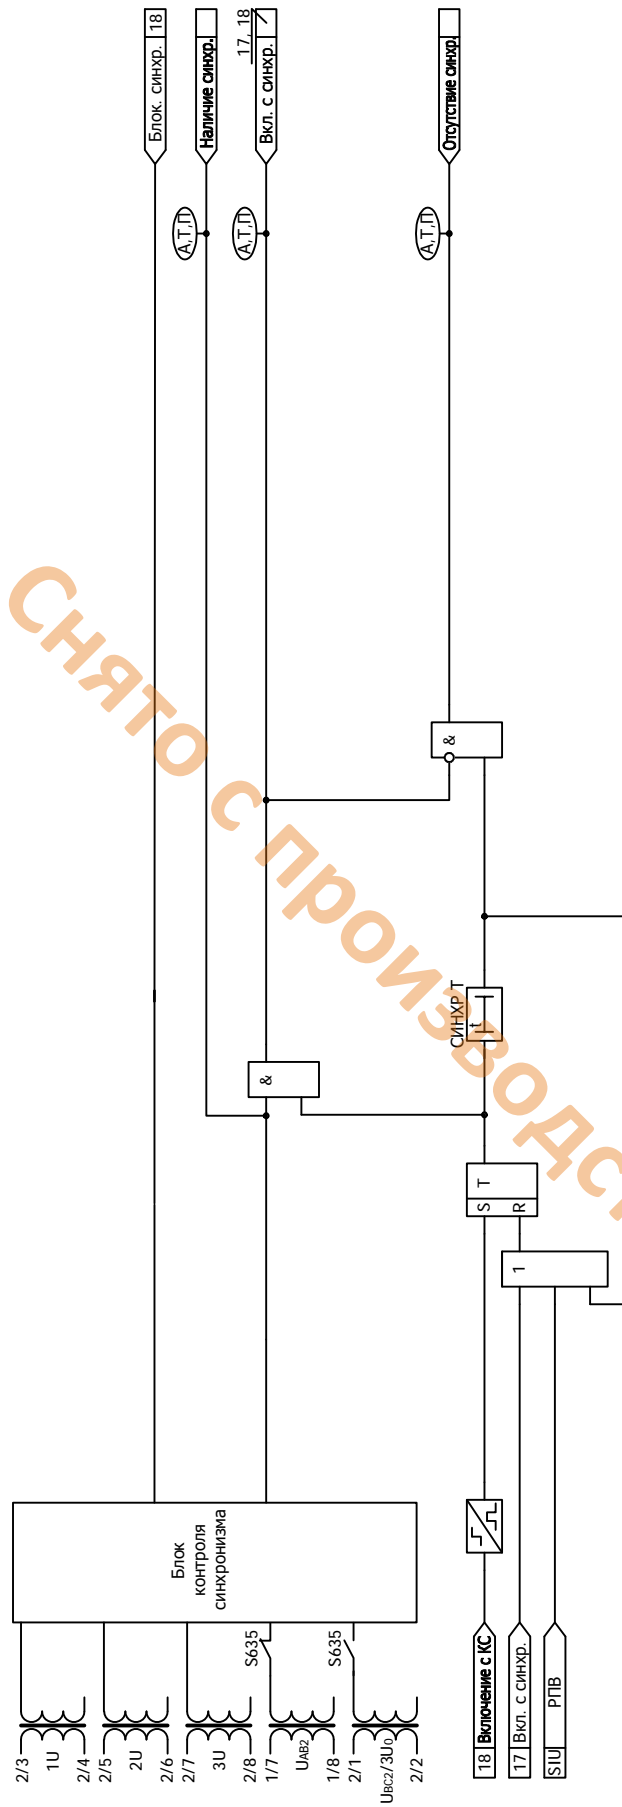 Блок. синхр. 18
Наличие синхр.
Вкл. с синхр.
17, 18
Отсутствие синхр.
А,Т,П
А,Т,П
А,Т,П
&
&
СИНХР Т
t
S T
R
1
Блок
контроля
синхронизма
S635
S635
2/3
1U
2/4
2/5
2U
2/6
2/7
3U
2/8
1/7
UAB2
1/8
2/1
UBC2/3U0
2/2
18 Включение с КС
17 Вкл. с синхр.
SIU РПВ
Снято с производс